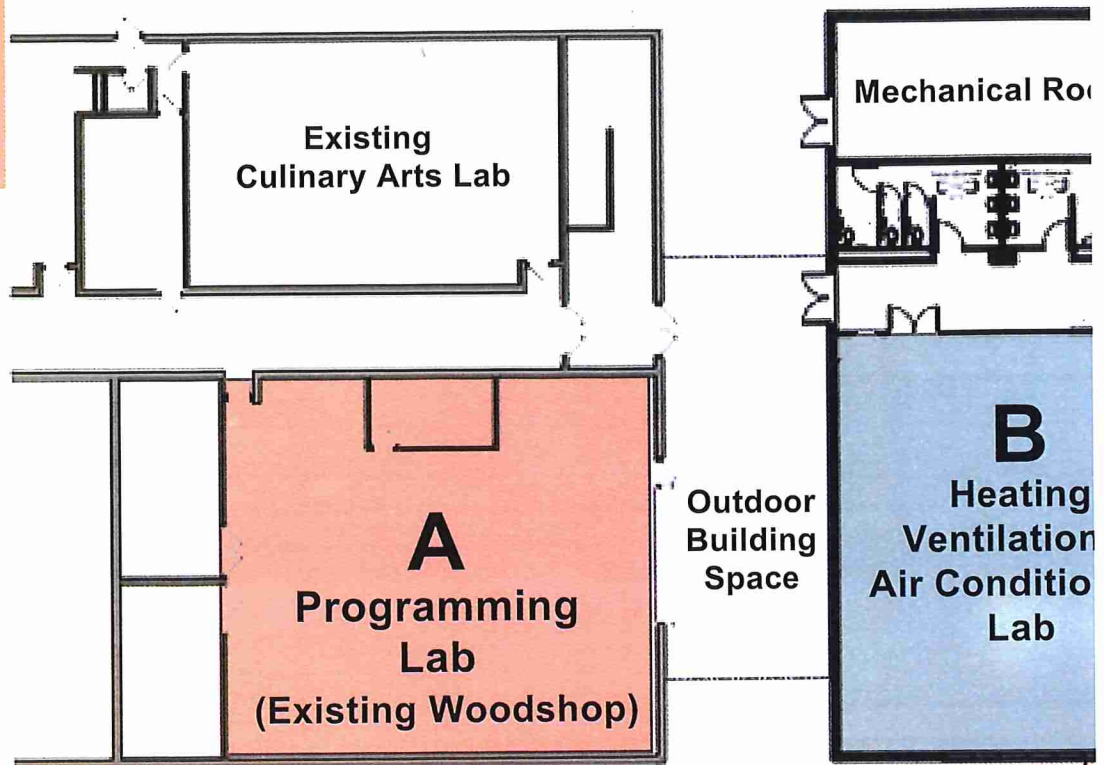 Existing
Culinary Arts Lab
Mechanical Ro
A
Programming
Lab
(Existing Woodshop)
Outdoor
Building
Space
B
Heating
Ventilation
Air Conditio
Lab